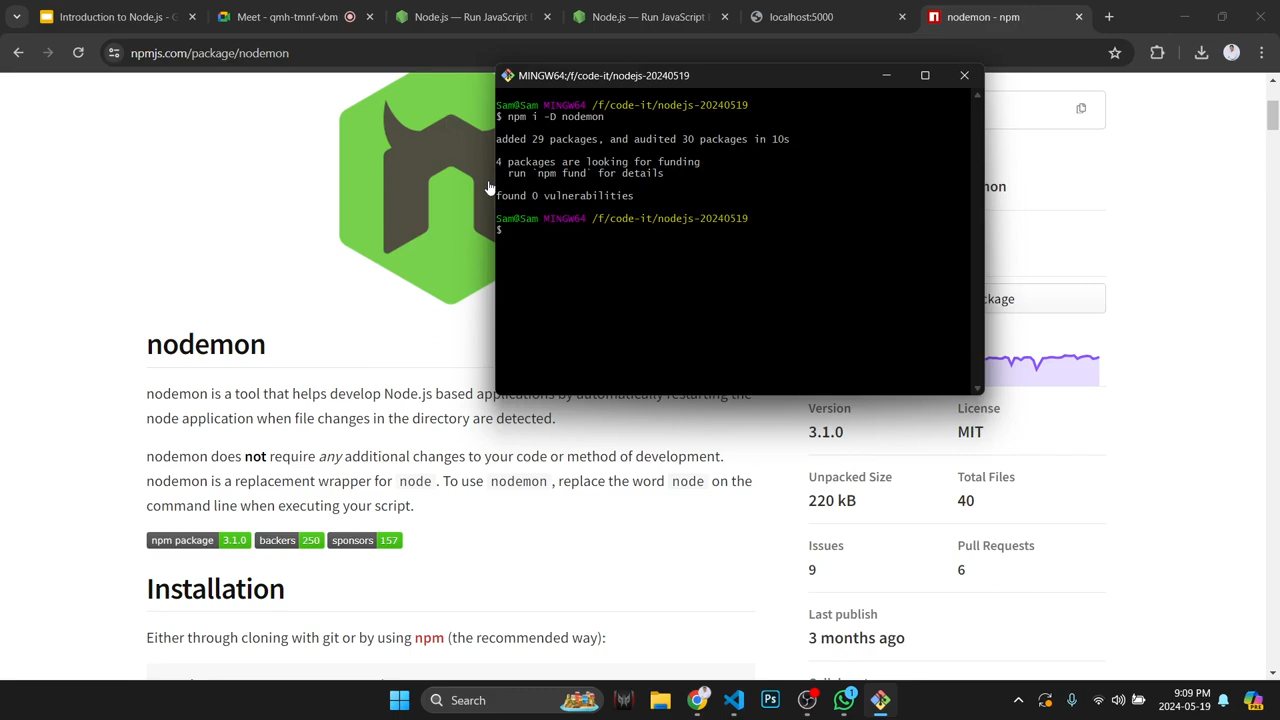 Introduction to Node.js - G
Meet - qmh-tmnf-vbm
Node.js — Run JavaScript
Node.js — Run JavaScript
localhost:5000
nodemon - npm
npmjs.com/package/nodemon
MINGW64:/f/code-it/nodejs-20240519
Sam@Sam MINGW64 /f/code-it/nodejs-20240519
$ npm i -D nodemon
added 29 packages, and audited 30 packages in 10s
4 packages are looking for funding
run `npm fund` for details
found 0 vulnerabilities
Sam@Sam MINGW64 /f/code-it/nodejs-20240519
$
mon
ckage
nodemon
nodemon is a tool that helps develop Node.js based applications by automatically restarting the
node application when file changes in the directory are detected.
nodemon does not require any additional changes to your code or method of development.
nodemon is a replacement wrapper for node . To use nodemon , replace the word node on the
command line when executing your script.
npm package 3.1.0 backers 250 sponsors 157
Installation
Either through cloning with git or by using npm (the recommended way):
Version
License
3.1.0
MIT
Unpacked Size
Total Files
220 kB
40
Issues
Pull Requests
9
6
Last publish
3 months ago
Search
Ps
1
9:09 PM
2024-05-19
PRE